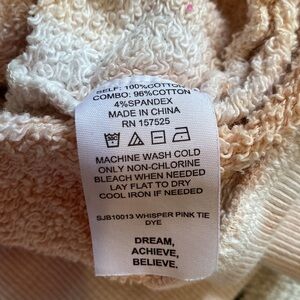 SELF: 100%COTTON
COMBO: 96%COTTON
4%SPANDEX
MADE IN CHINA
RN 157525
MACHINE WASH COLD
ONLY NON-CHLORINE
BLEACH WHEN NEEDED
LAY FLAT TO DRY
COOL IRON IF NEEDED
SJB10013 WHISPER PINK TIE
DYE
DREAM,
ACHIEVE,
BELIEVE.